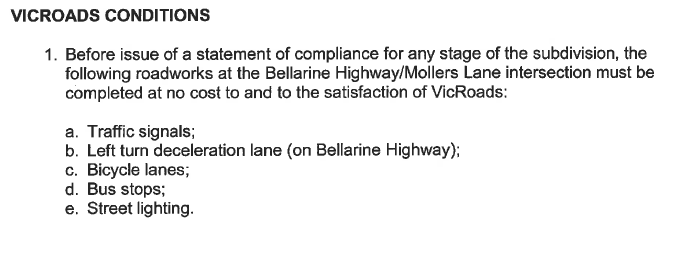 VICROADS CONDITIONS
1. Before issue of a statement of compliance for any stage of the subdivision, the
following roadworks at the Bellarine Highway/Mollers Lane intersection must be
completed at no cost to and to the satisfaction of VicRoads:
a. Traffic signals;
b. Left turn deceleration lane (on Bellarine Highway);
c. Bicycle lanes;
d. Bus stops;
e. Street lighting.